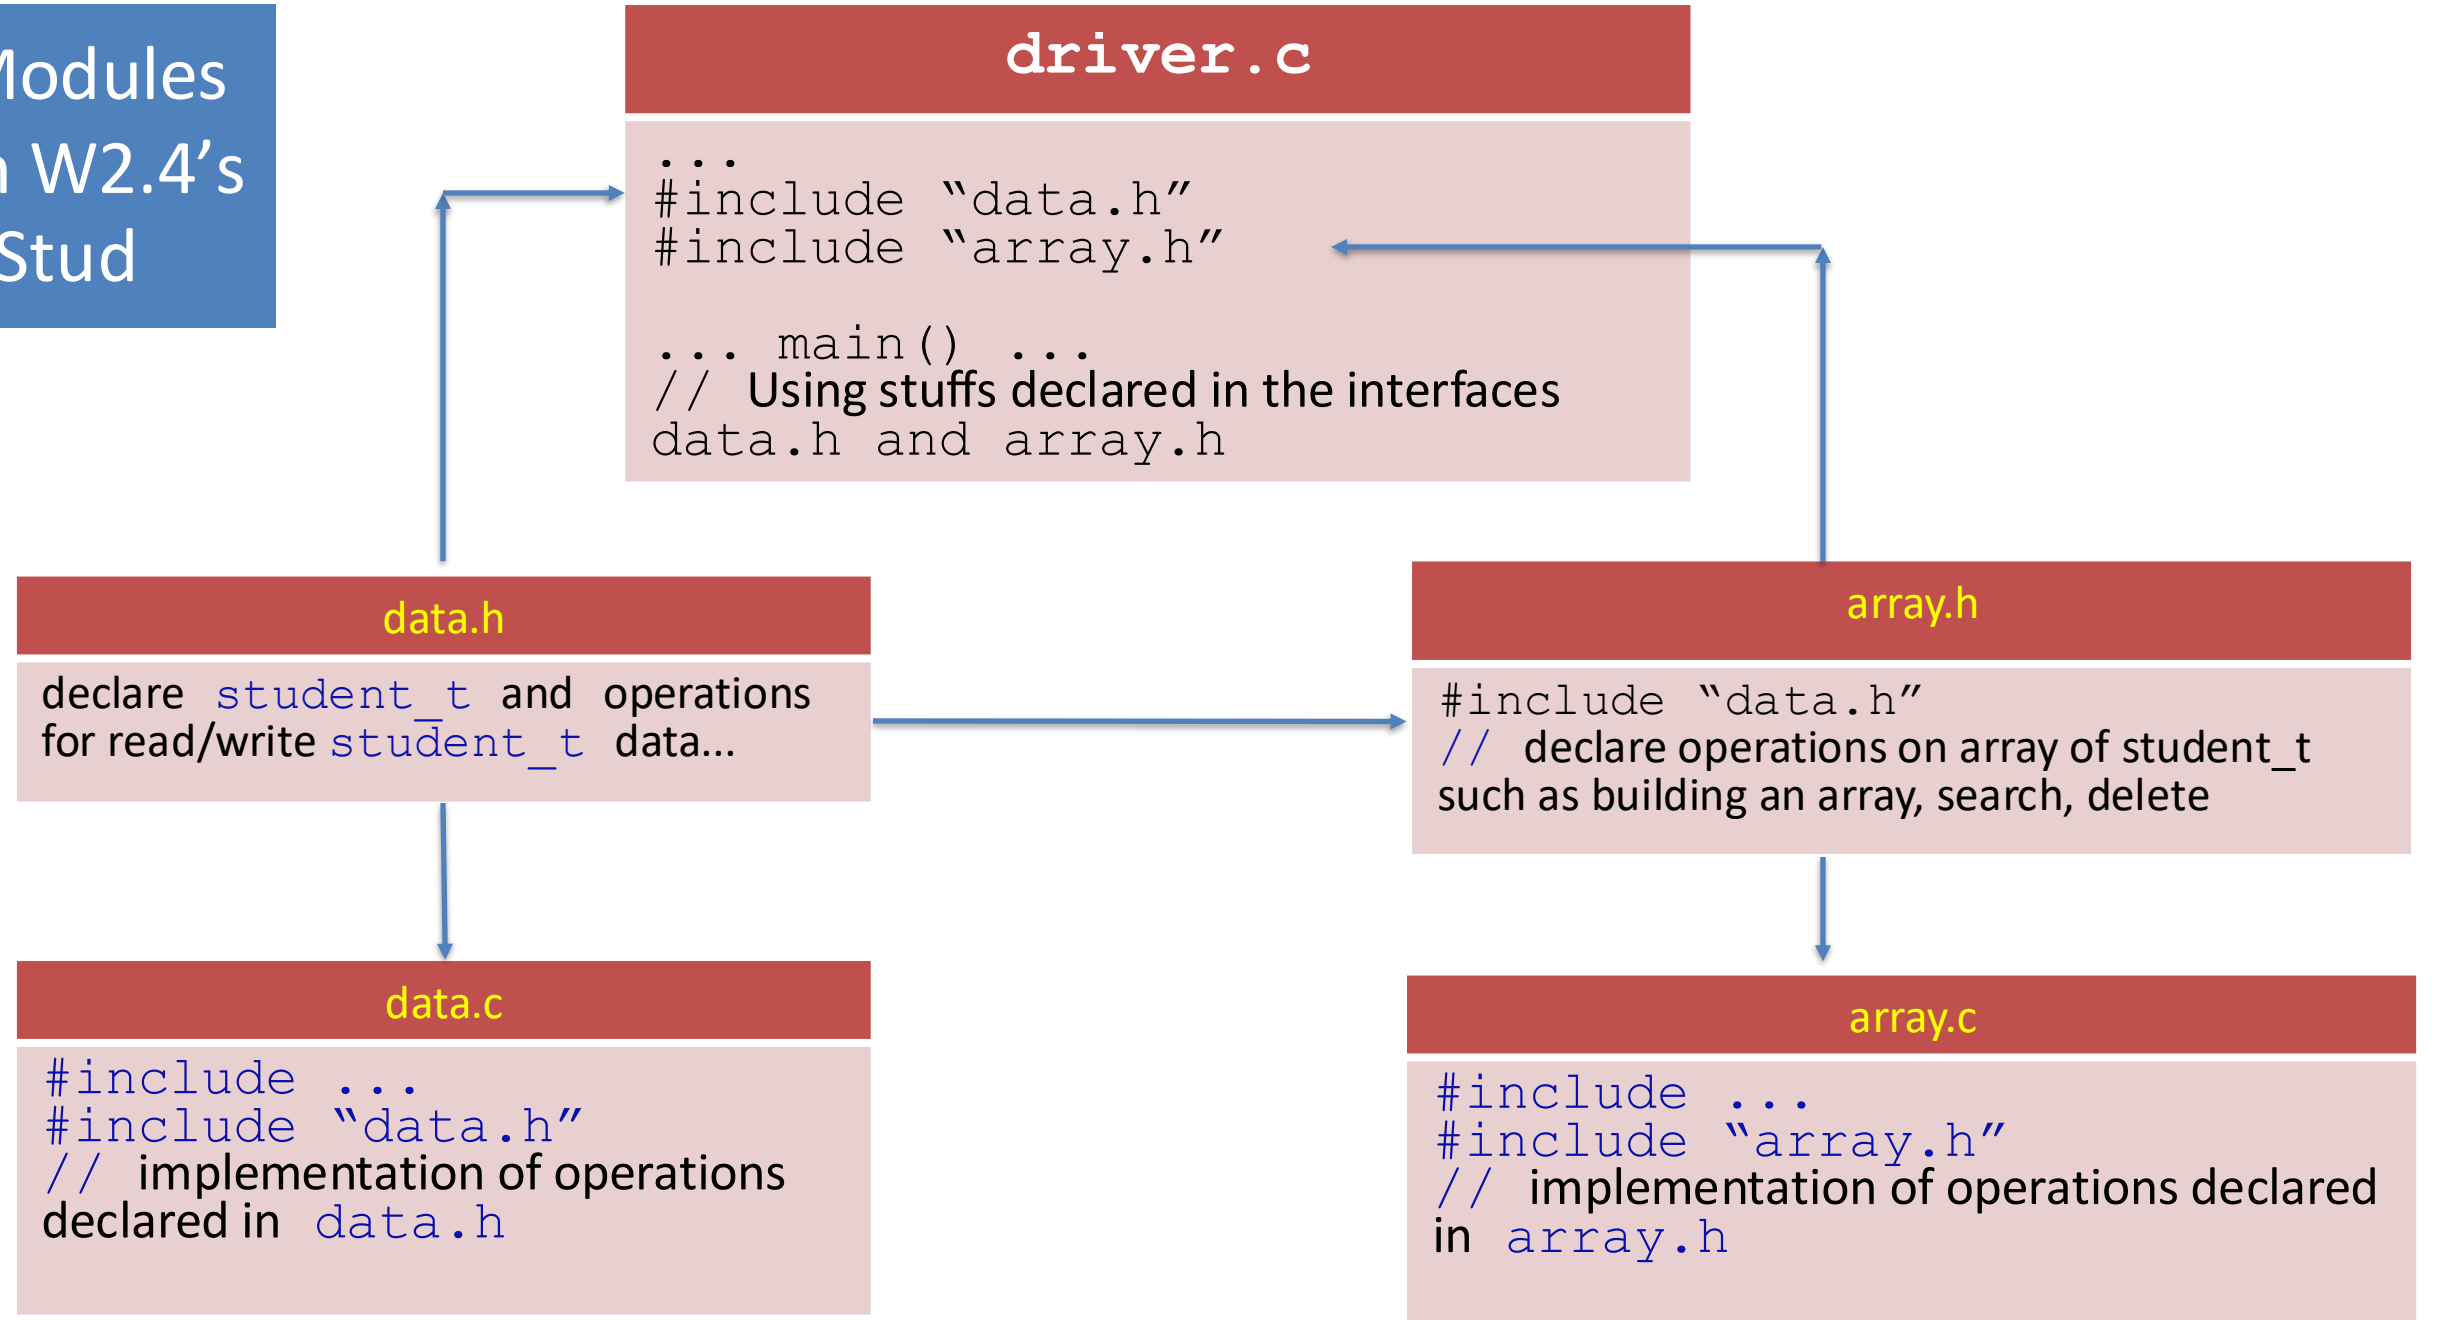 Modules
W2.4’s
Stud
driver.c
...
#include “data.h”
#include “array.h”
... main() ...
// Using stuffs declared in the interfaces
data.h and array.h
data.h
declare student_t and operations
for read/write student_t data...
array.h
#include “data.h”
// declare operations on array of student_t
such as building an array, search, delete
data.c
#include ...
#include “data.h”
// implementation of operations
declared in data.h
array.c
#include ...
#include “array.h”
// implementation of operations declared
in array.h